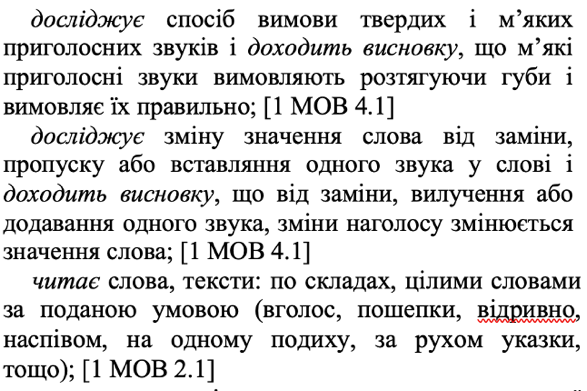 досліджує спосіб вимови твердих і м’яких
приголосних звуків і доходить висновку, що м’які
приголосні звуки вимовляють розтягуючи губи і
вимовляє їх правильно; [1 МОВ 4.1]
досліджує зміну значення слова від заміни,
пропуску або вставляння одного звука у слові і
доходить висновку, що від заміни, вилучення або
додавання одного звука, зміни наголосу змінюється
значення слова; [1 МОВ 4.1]
читає слова, тексти: по складах, цілими словами
за поданою умовою (вголос, пошепки, відривно,
наспівом, на одному подиху, за рухом указки,
тощо); [1 МОВ 2.1]